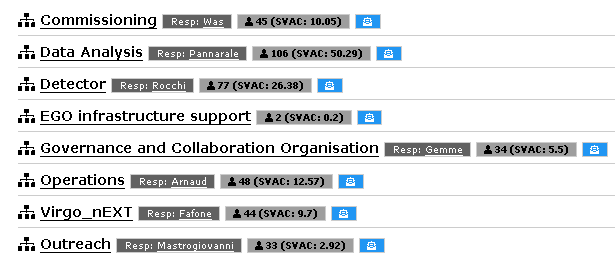 Commissioning Resp: Was 45 (SVAC: 10.05)
Data Analysis Resp: Pannarale 106 (SVAC: 50.29)
Detector Resp: Rocchi 77 (SVAC: 26.38)
EGO infrastructure support 2 (SVAC: 0.2)
Governance and Collaboration Organisation Resp: Gemme 34 (SVAC: 5.5)
Operations Resp: Arnaud 48 (SVAC: 12.57)
Virgo_nEXT Resp: Fafone 44 (SVAC: 9.7)
Outreach Resp: Mastrogiovanni 33 (SVAC: 2.92)